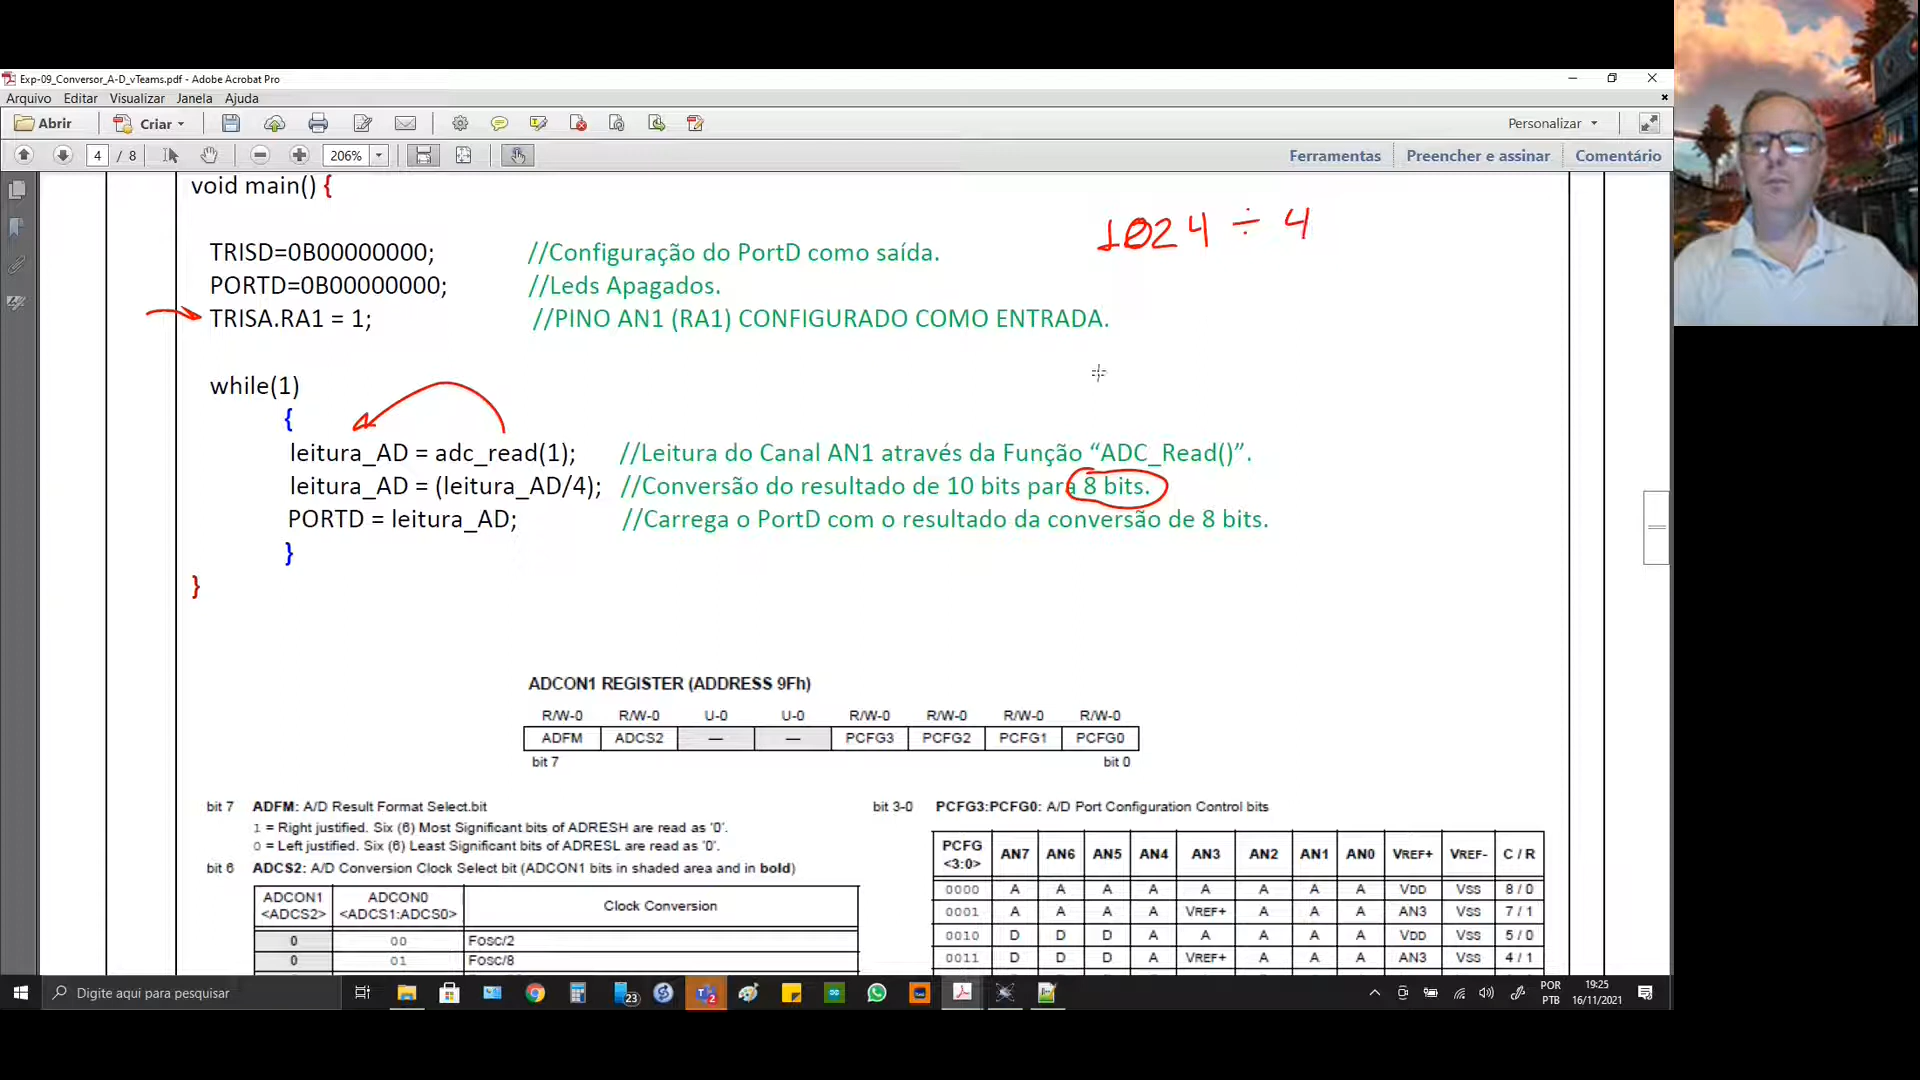 Exp-09_Conversor_A-D_vTeams.pdf - Adobe Acrobat Pro
Arquivo Editar Visualizar Janela Ajuda
Abrir Criar Personalizar
4 / 8 206% Ferramentas Preencher e assinar Comentário
void main() {
1024 ÷ 4
TRISD=0B00000000; //Configuração do PortD como saída.
PORTD=0B00000000; //Leds Apagados.
TRISA.RA1 = 1; //PINO AN1 (RA1) CONFIGURADO COMO ENTRADA.
while(1)
{
leitura_AD = adc_read(1); //Leitura do Canal AN1 através da Função “ADC_Read()”.
leitura_AD = (leitura_AD/4); //Conversão do resultado de 10 bits para 8 bits.
PORTD = leitura_AD; //Carrega o PortD com o resultado da conversão de 8 bits.
}
}
ADCON1 REGISTER (ADDRESS 9Fh)
R/W-0 R/W-0 U-0 U-0 R/W-0 R/W-0 R/W-0 R/W-0
ADFM ADCS2 — — PCFG3 PCFG2 PCFG1 PCFG0
bit 7 bit 0
bit 7 ADFM: A/D Result Format Select.bit
1 = Right justified. Six (6) Most Significant bits of ADRESH are read as '0'.
0 = Left justified. Six (6) Least Significant bits of ADRESL are read as '0'.
bit 6 ADCS2: A/D Conversion Clock Select bit (ADCON1 bits in shaded area and in bold)
ADCON1 <ADCS2> ADCON0 <ADCS1:ADCS0> Clock Conversion
0 00 FOSC/2
0 01 FOSC/8
bit 3-0 PCFG3:PCFG0: A/D Port Configuration Control bits
PCFG <3:0> AN7 AN6 AN5 AN4 AN3 AN2 AN1 AN0 VREF+ VREF- C / R
0000 A A A A A A A A VDD VSS 8 / 0
0001 A A A A VREF+ A A A AN3 VSS 7 / 1
0010 D D D A A A A A VDD VSS 5 / 0
0011 D D D A VREF+ A A A AN3 VSS 4 / 1
Digite aqui para pesquisar
23
2
POR
PTB
19:25
16/11/2021